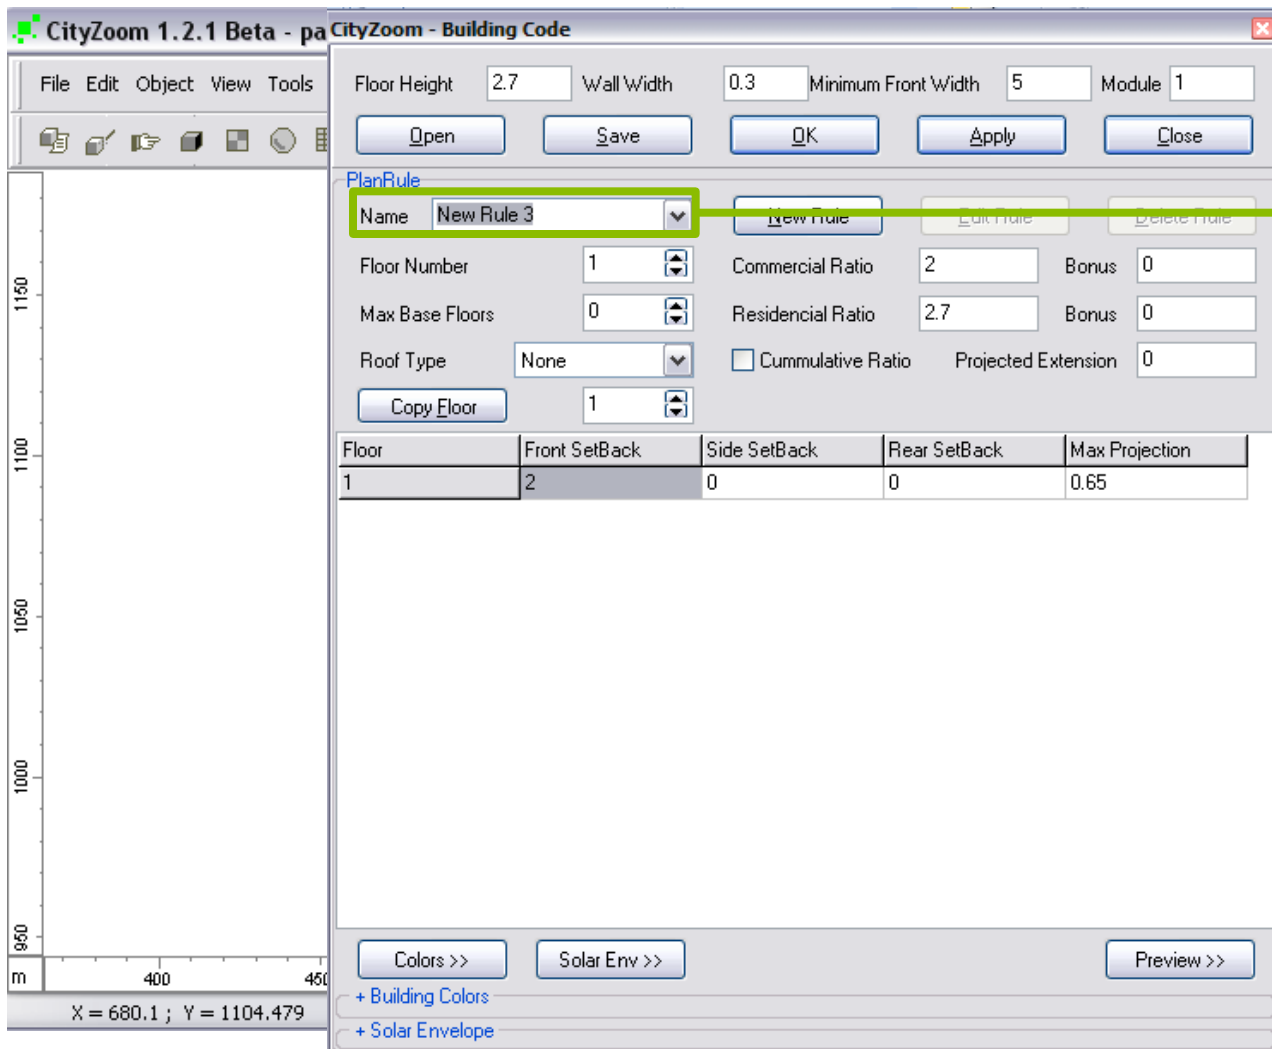 CityZoom 1.2.1 Beta - pa
CityZoom - Building Code
File Edit Object View Tools
Floor Height 2.7 Wall Width 0.3 Minimum Front Width 5 Module 1
Open Save OK Apply Close
PlanRule
Name New Rule 3 New Rule Edit Rule Delete Rule
Floor Number 1 Commercial Ratio 2 Bonus 0
Max Base Floors 0 Residencial Ratio 2.7 Bonus 0
Roof Type None Cummulative Ratio Projected Extension 0
Copy Floor 1
Floor Front SetBack Side SetBack Rear SetBack Max Projection
1 2 0 0 0.65
1150
1100
1050
1000
950
m 400 450
X = 680.1 ; Y = 1104.479
Colors >> Solar Env >> Preview >>
+ Building Colors
+ Solar Envelope